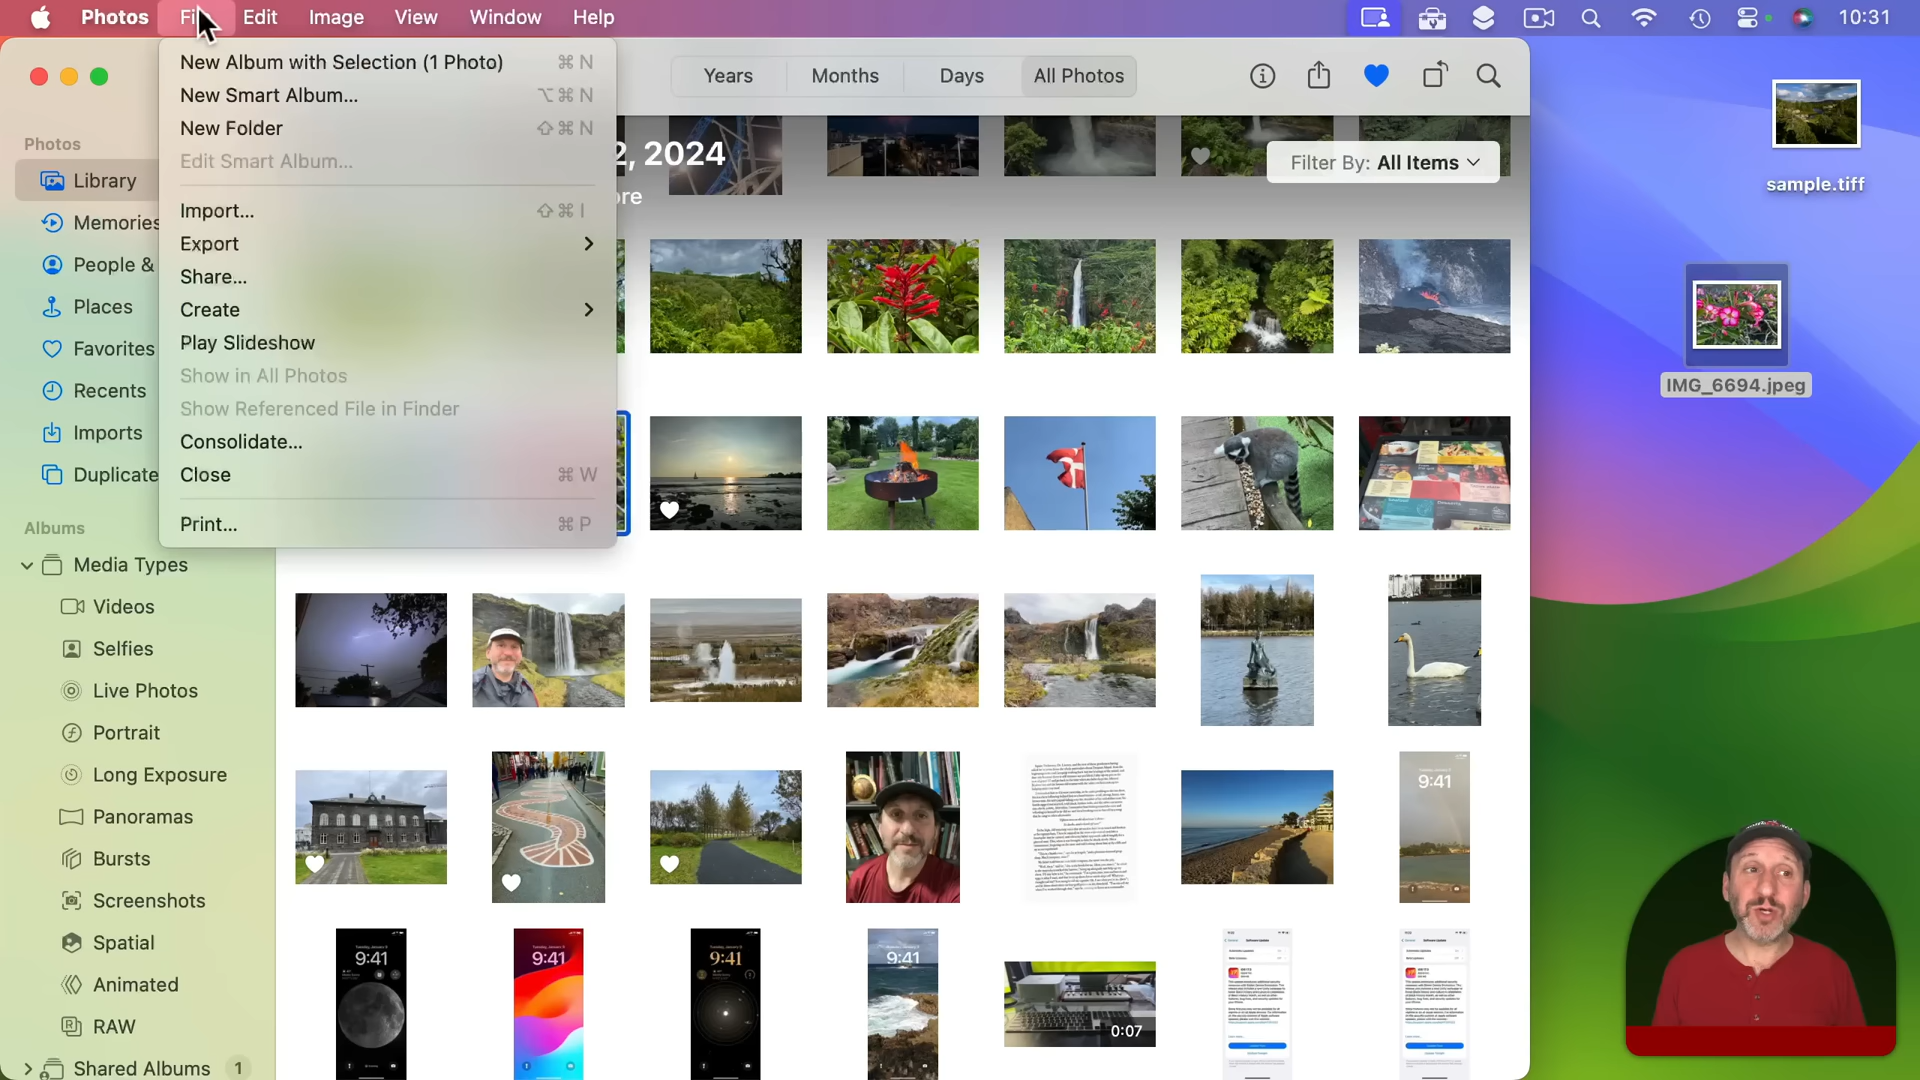 Photos File Edit Image View Window Help
10:31
New Album with Selection (1 Photo) ⌘ N
New Smart Album... ⌥ ⌘ N
New Folder ⇧ ⌘ N
Edit Smart Album...
Import... ⇧ ⌘ I
Export
Share...
Create
Play Slideshow
Show in All Photos
Show Referenced File in Finder
Consolidate...
Close ⌘ W
Print... ⌘ P
Years Months Days All Photos
2, 2024
Filter By: All Items
ore
Photos
Library
Memories
People &
Places
Favorites
Recents
Imports
Duplicate
Albums
Media Types
Videos
Selfies
Live Photos
Portrait
Long Exposure
Panoramas
Bursts
Screenshots
Spatial
Animated
RAW
Shared Albums 1
9:41
9:41
9:41
9:41
9:41
0:07
sample.tiff
IMG_6694.jpeg